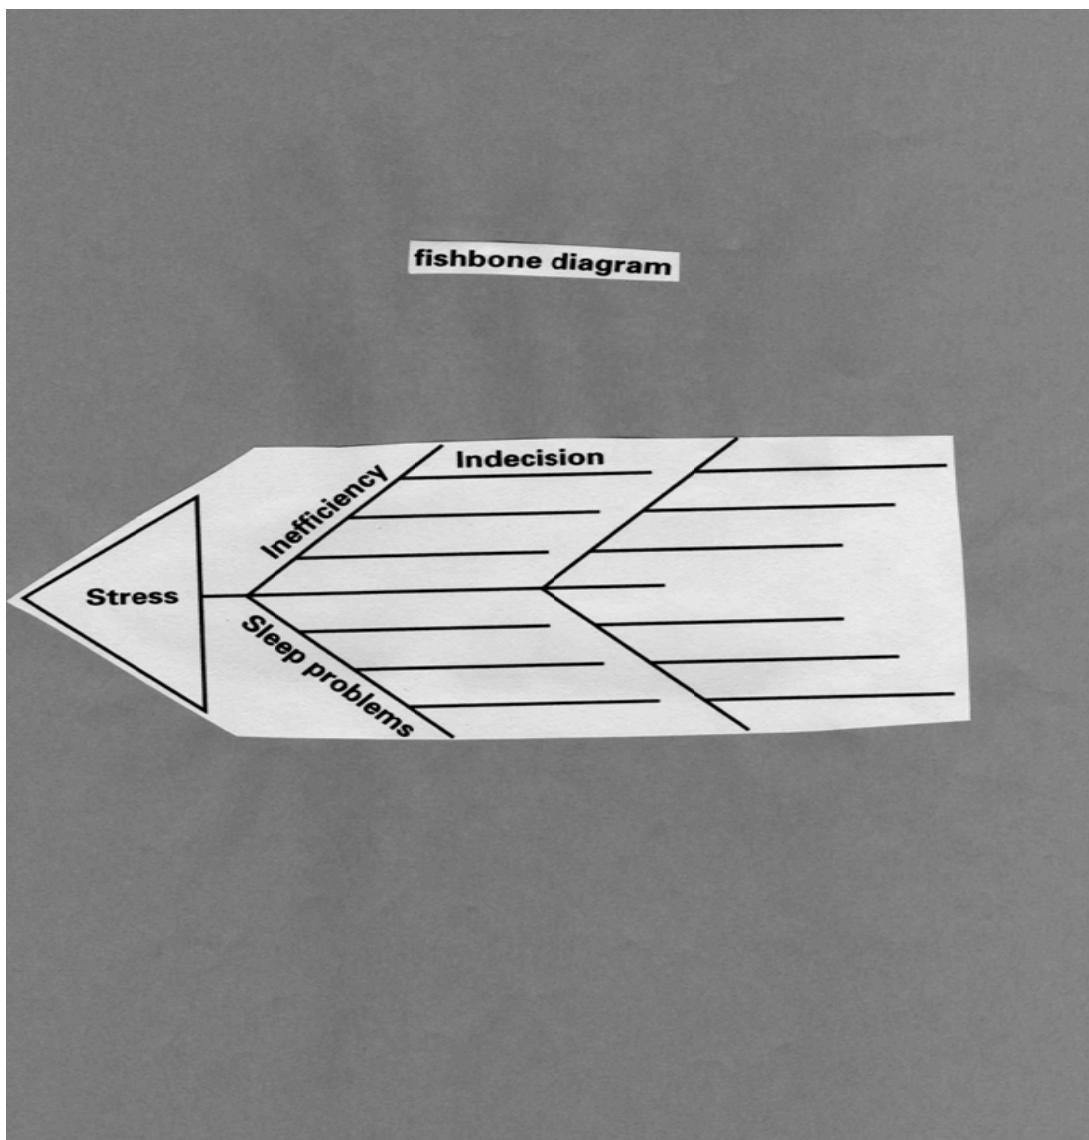 fishbone diagram
Indecision
Inefficiency
Stress
Sleep problems